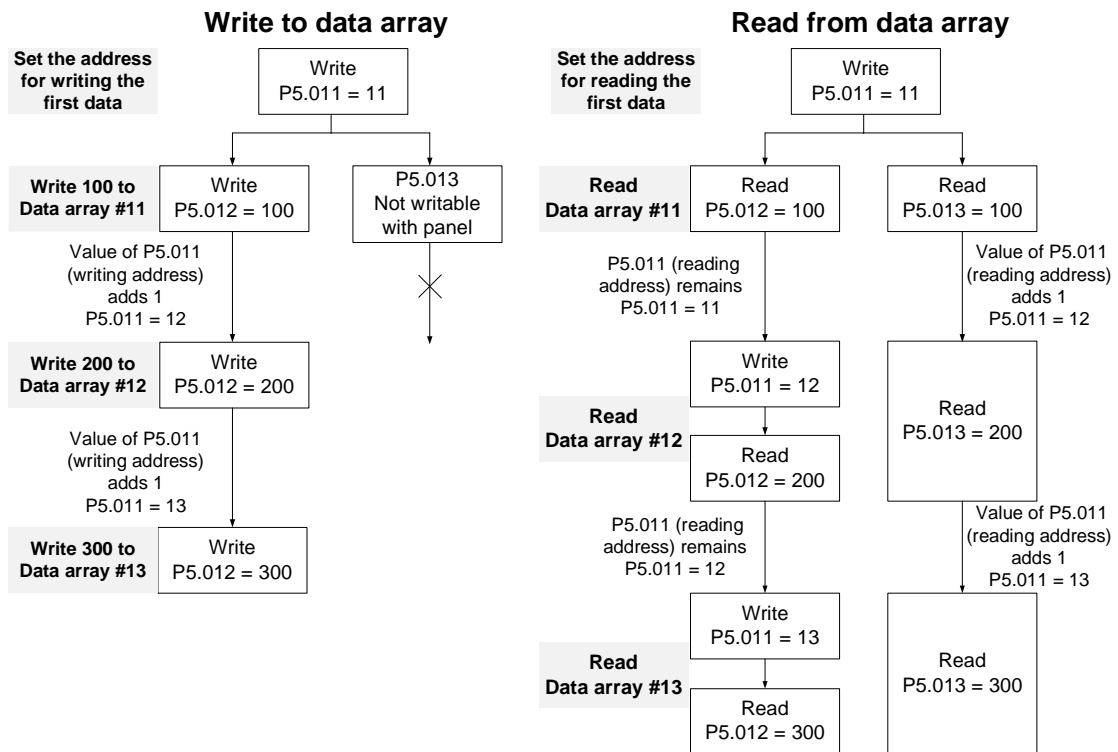 Write to data array
Set the address
for writing the
first data
Write
P5.011 = 11
Write 100 to
Data array #11
Write
P5.012 = 100
P5.013
Not writable
with panel
Value of P5.011
(writing address)
adds 1
P5.011 = 12
Write 200 to
Data array #12
Write
P5.012 = 200
Value of P5.011
(writing address)
adds 1
P5.011 = 13
Write 300 to
Data array #13
Write
P5.012 = 300
Read from data array
Set the address
for reading the
first data
Write
P5.011 = 11
Read
Data array #11
Read
P5.012 = 100
Read
P5.013 = 100
P5.011 (reading
address) remains
P5.011 = 11
Value of P5.011
(reading address)
adds 1
P5.011 = 12
Read
Data array #12
Write
P5.011 = 12
Read
P5.012 = 200
Read
P5.013 = 200
P5.011 (reading
address) remains
P5.011 = 12
Value of P5.011
(reading address)
adds 1
P5.011 = 13
Read
Data array #13
Write
P5.011 = 13
Read
P5.012 = 300
Read
P5.013 = 300